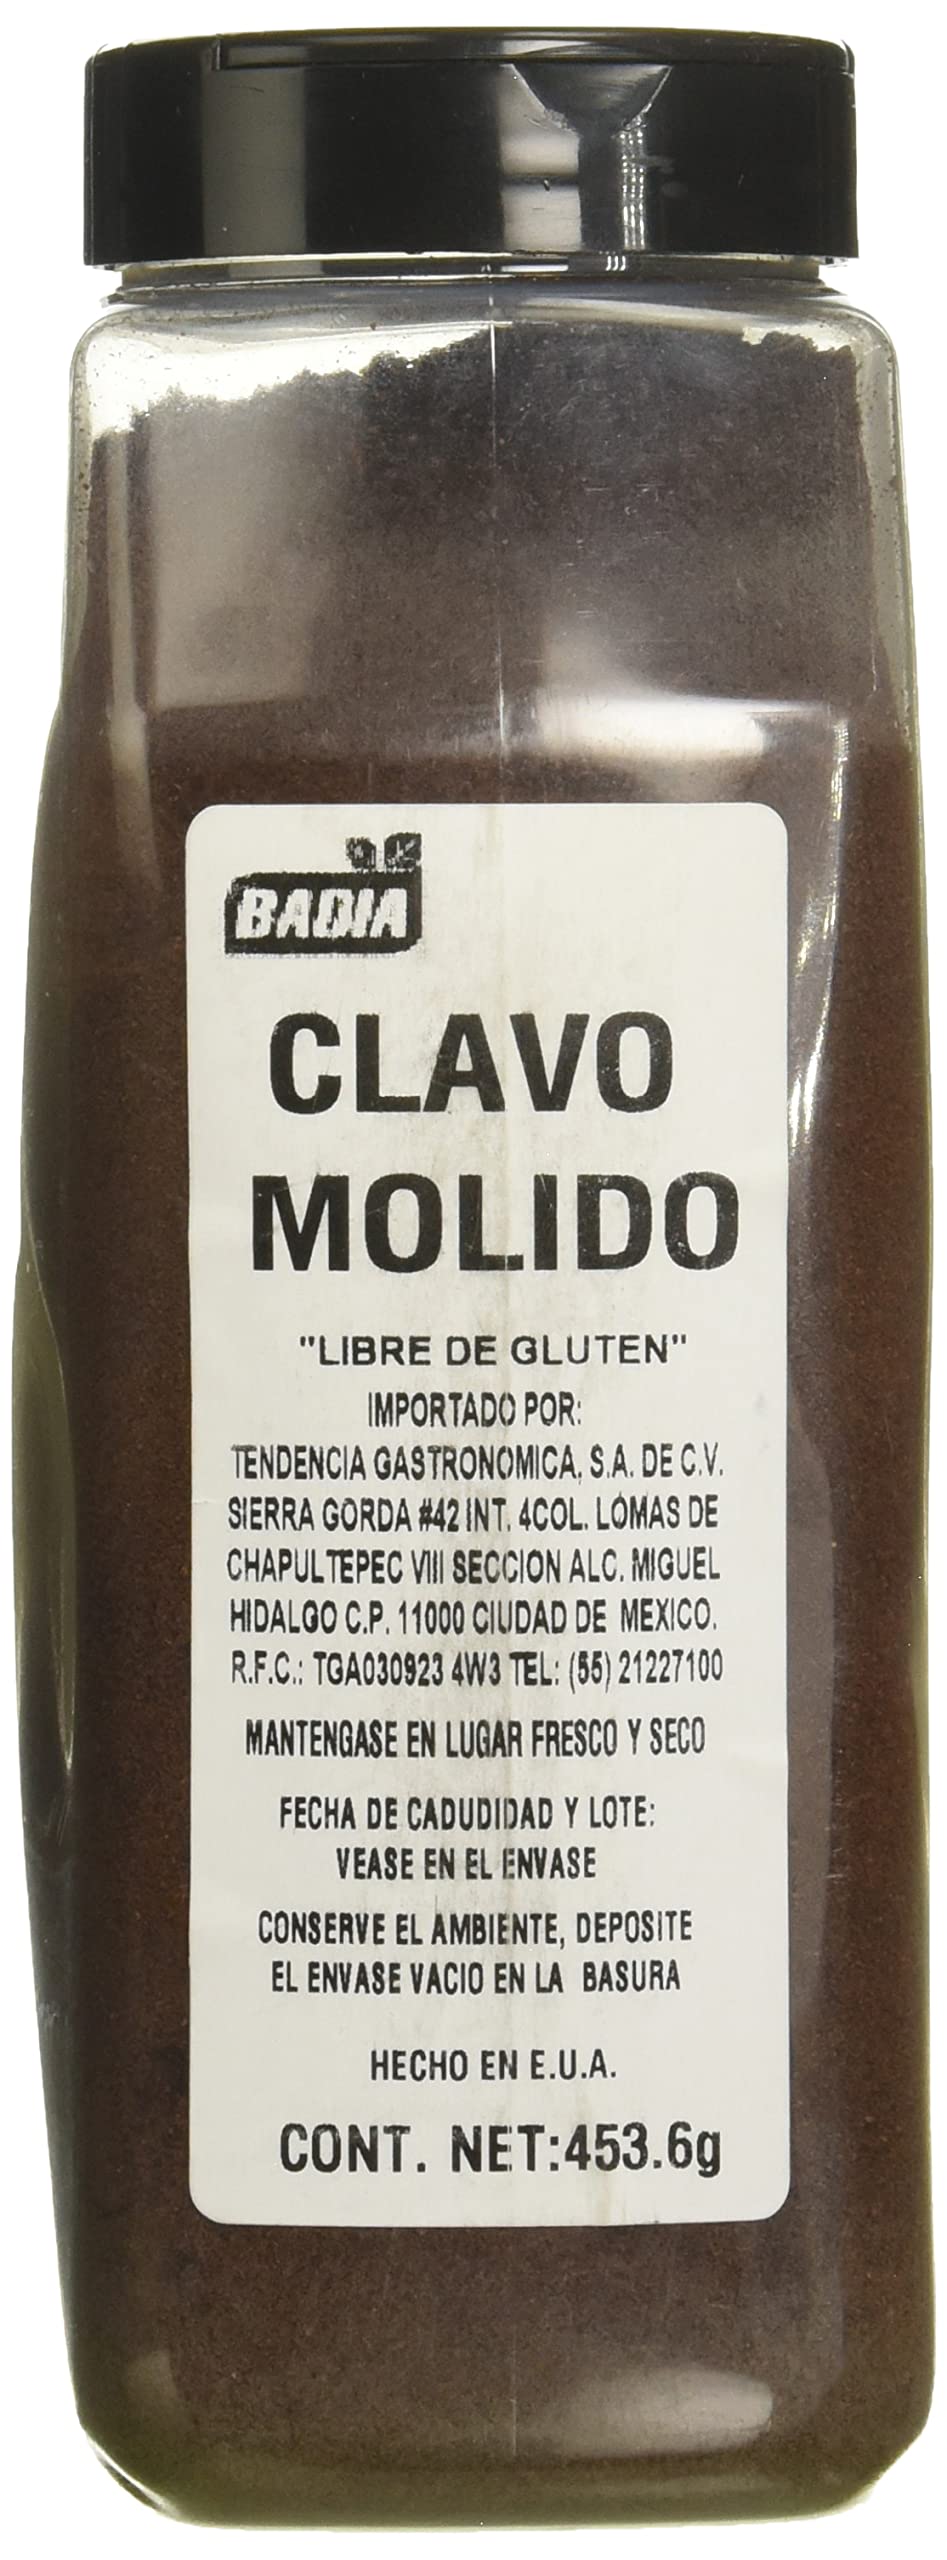 BADIA
CLAVO
MOLIDO
"LIBRE DE GLUTEN"
IMPORTADO POR:
TENDENCIA GASTRONOMICA, S.A. DE C.V.
SIERRA GORDA #42 INT. 4COL. LOMAS DE
CHAPULTEPEC VIII SECCION ALC. MIGUEL
HIDALGO C.P. 11000 CIUDAD DE MEXICO.
R.F.C.: TGA030923 4W3 TEL: (55) 21227100
MANTENGASE EN LUGAR FRESCO Y SECO
FECHA DE CADUDIDAD Y LOTE:
VEASE EN EL ENVASE
CONSERVE EL AMBIENTE, DEPOSITE
EL ENVASE VACIO EN LA BASURA
HECHO EN E.U.A.
CONT. NET:453.6g